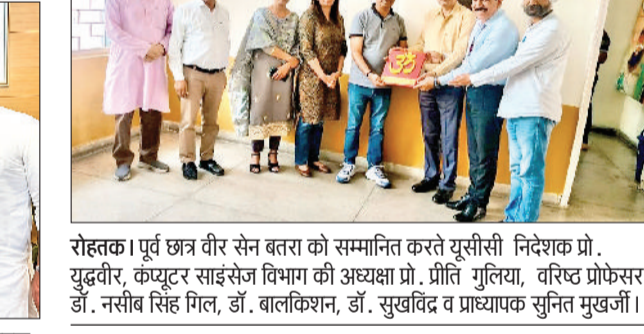 ॐ
रोहतक। पूर्व छात्र वीर सेन बतरा को सम्मानित करते यूसीसी निदेशक प्रो.
युद्धवीर, कंप्यूटर साइंसेज विभाग की अध्यक्षा प्रो. प्रीति गुलिया, वरिष्ठ प्रोफेसर
डॉ. नसीब सिंह गिल, डॉ. बालकिशन, डॉ. सुखविंद्र व प्राध्यापक सुनित मुखर्जी।